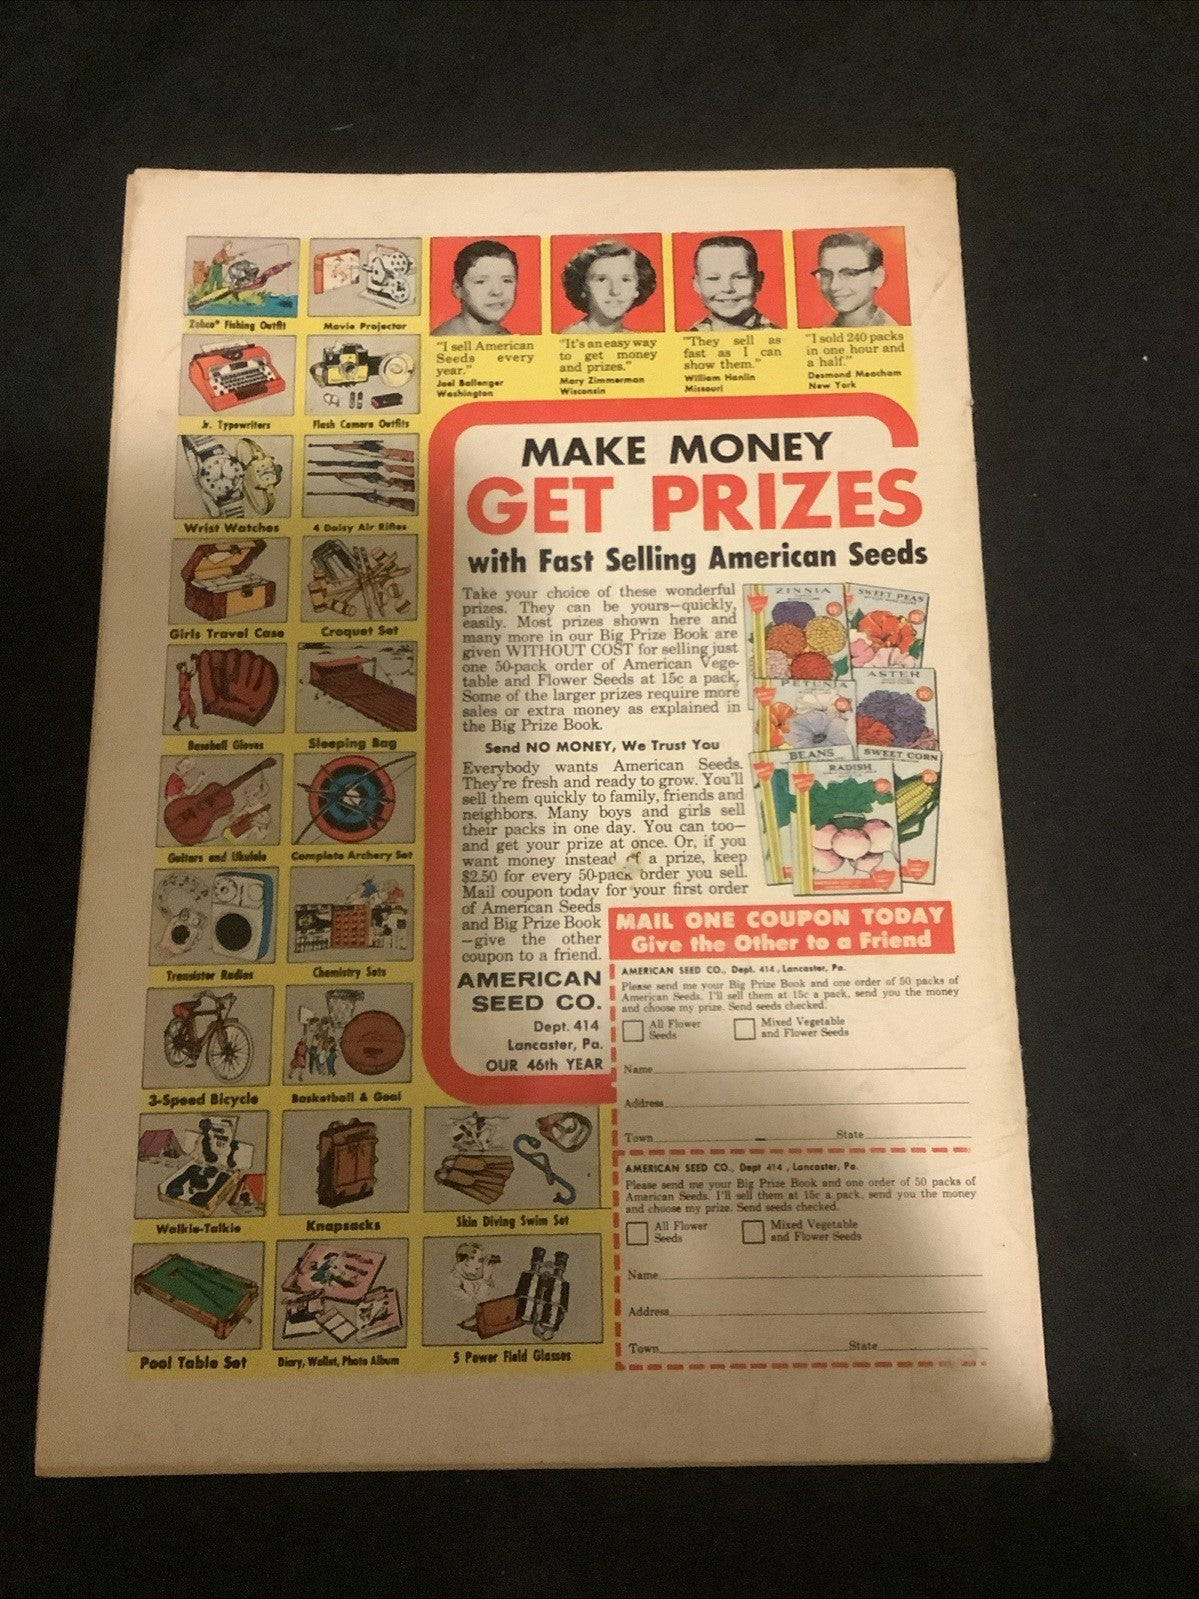 Zebco® Fishing Outfit
Movie Projector
Jr. Typewriters
Flash Camera Outfits
Wrist Watches
4 Daisy Air Rifles
Girls Travel Case
Croquet Set
Baseball Gloves
Sleeping Bag
Guitars and Ukulele
Complete Archery Set
Transistor Radios
Chemistry Sets
3-Speed Bicycle
Basketball & Goal
Walkie-Talkie
Knapsacks
Skin Diving Swim Set
Pool Table Set
Diary, Wallet, Photo Album
5 Power Field Glasses
"I sell American
Seeds every
year."
Joel Ballenger
Washington
"It's an easy way
to get money
and prizes."
Mary Zimmerman
Wisconsin
"They sell as
fast as I can
show them."
William Hanlin
Missouri
"I sold 240 packs
in one hour and
a half."
Desmond Meacham
New York
MAKE MONEY
GET PRIZES
with Fast Selling American Seeds
Take your choice of these wonderful
prizes. They can be yours—quickly,
easily. Most prizes shown here and
many more in our Big Prize Book are
given WITHOUT COST for selling just
one 50-pack order of American Vege-
table and Flower Seeds at 15c a pack.
Some of the larger prizes require more
sales or extra money as explained in
the Big Prize Book.
Send NO MONEY, We Trust You
Everybody wants American Seeds.
They're fresh and ready to grow. You'll
sell them quickly to family, friends and
neighbors. Many boys and girls sell
their packs in one day. You can too—
and get your prize at once. Or, if you
want money instead of a prize, keep
$2.50 for every 50-pack order you sell.
Mail coupon today for your first order
of American Seeds
and Big Prize Book
—give the other
coupon to a friend.
AMERICAN
SEED CO.
Dept. 414
Lancaster, Pa.
OUR 46th YEAR
ZINNIA
SWEET PEAS
15¢
PETUNIA
ASTER
15¢
BEANS
SWEET CORN
RADISH
MAIL ONE COUPON TODAY
Give the Other to a Friend
AMERICAN SEED CO., Dept. 414, Lancaster, Pa.
Please send me your Big Prize Book and one order of 50 packs of
American Seeds. I'll sell them at 15c a pack, send you the money
and choose my prize. Send seeds checked.
All Flower Seeds
Mixed Vegetable and Flower Seeds
Name
Address
Town State
AMERICAN SEED CO., Dept 414, Lancaster, Pa.
Please send me your Big Prize Book and one order of 50 packs of
American Seeds. I'll sell them at 15c a pack, send you the money
and choose my prize. Send seeds checked.
All Flower Seeds
Mixed Vegetable and Flower Seeds
Name
Address
Town State